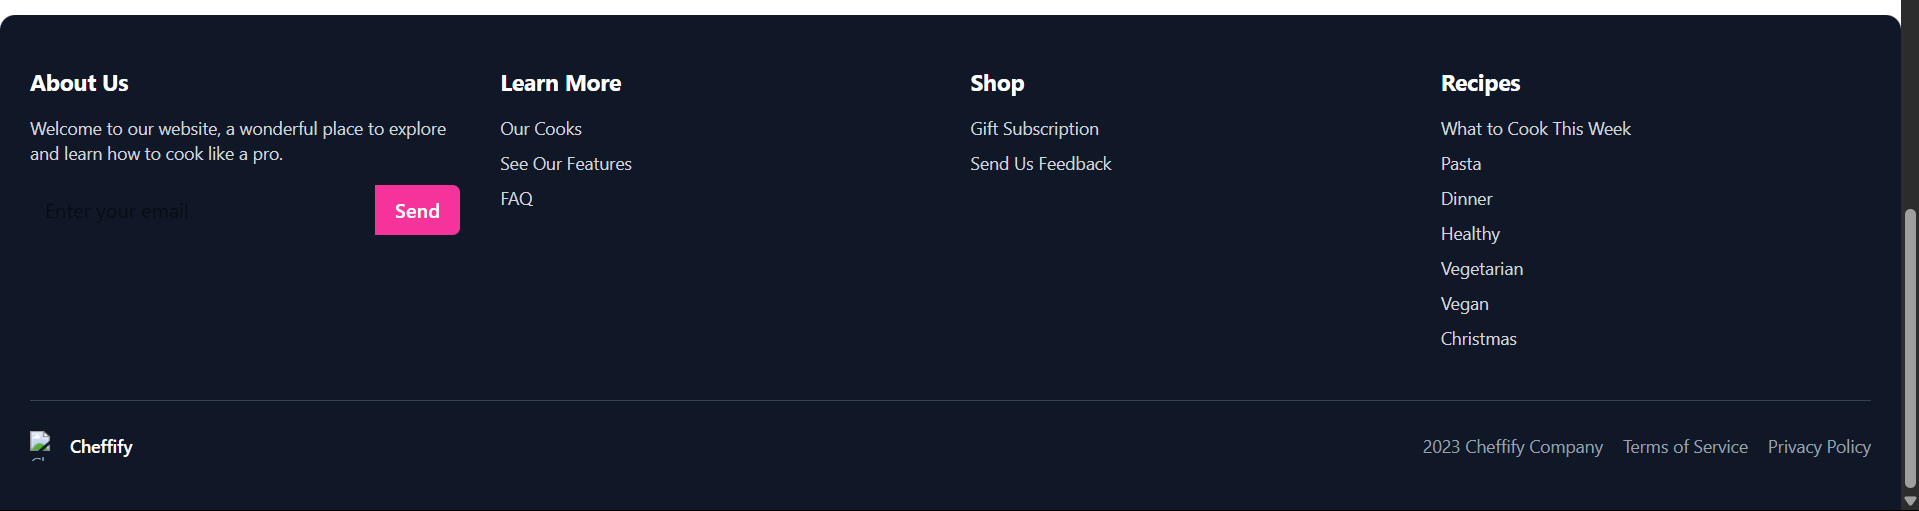 About Us
Welcome to our website, a wonderful place to explore
and learn how to cook like a pro.
Enter your email
Send
Learn More
Our Cooks
See Our Features
FAQ
Shop
Gift Subscription
Send Us Feedback
Recipes
What to Cook This Week
Pasta
Dinner
Healthy
Vegetarian
Vegan
Christmas
Cheffify
2023 Cheffify Company
Terms of Service
Privacy Policy